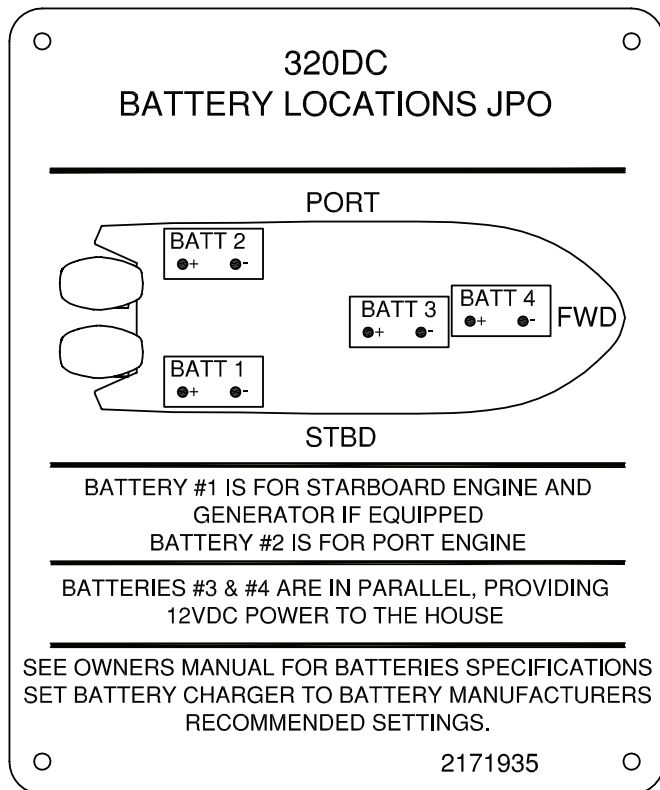 320DC
BATTERY LOCATIONS JPO
PORT
BATT 2
+ -
BATT 3
+ -
BATT 4
+ -
FWD
BATT 1
+ -
STBD
BATTERY #1 IS FOR STARBOARD ENGINE AND
GENERATOR IF EQUIPPED
BATTERY #2 IS FOR PORT ENGINE
BATTERIES #3 & #4 ARE IN PARALLEL, PROVIDING
12VDC POWER TO THE HOUSE
SEE OWNERS MANUAL FOR BATTERIES SPECIFICATIONS
SET BATTERY CHARGER TO BATTERY MANUFACTURERS
RECOMMENDED SETTINGS.
2171935